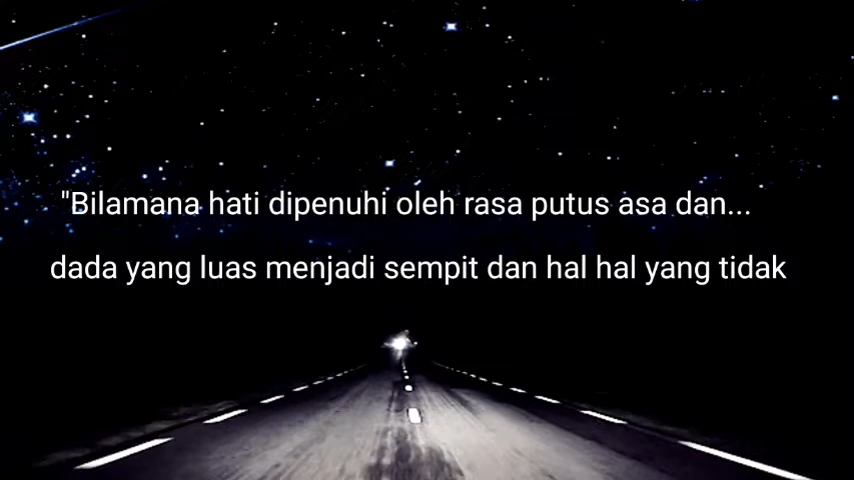 "Bilamana hati dipenuhi oleh rasa putus asa dan...
dada yang luas menjadi sempit dan hal hal yang tidak